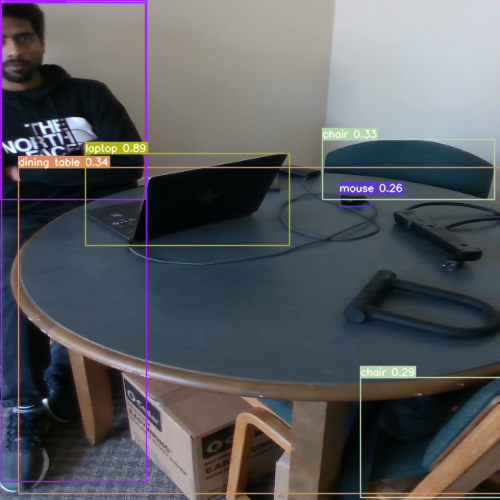 THE
NORTH
FACE
laptop 0.89
dining table 0.34
chair 0.33
mouse 0.26
chair 0.29